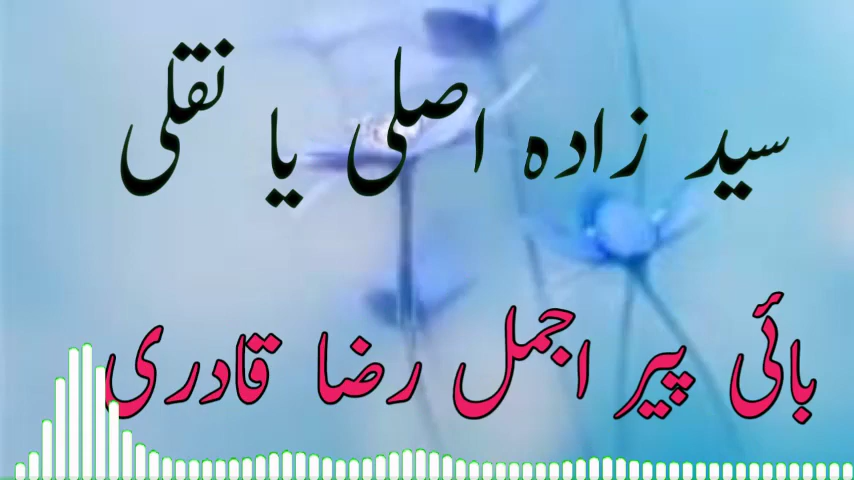 سید زادہ اصلی یا نقلی
بائی پیر اجمل رضا قادری